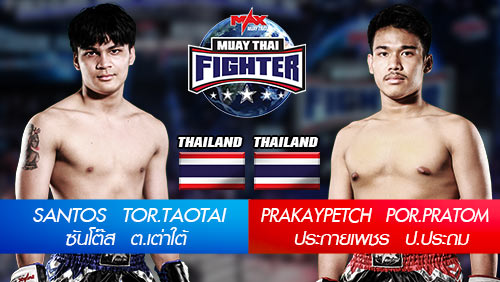 MAX
MUAY THAI
MUAY THAI
FIGHTER
THAILAND THAILAND
SANTOS TOR.TAOTAI
ซันโต๊ส ต.เต่าใต้
PRAKAYPETCH POR.PRATOM
ประกายเพชร ป.ประถม